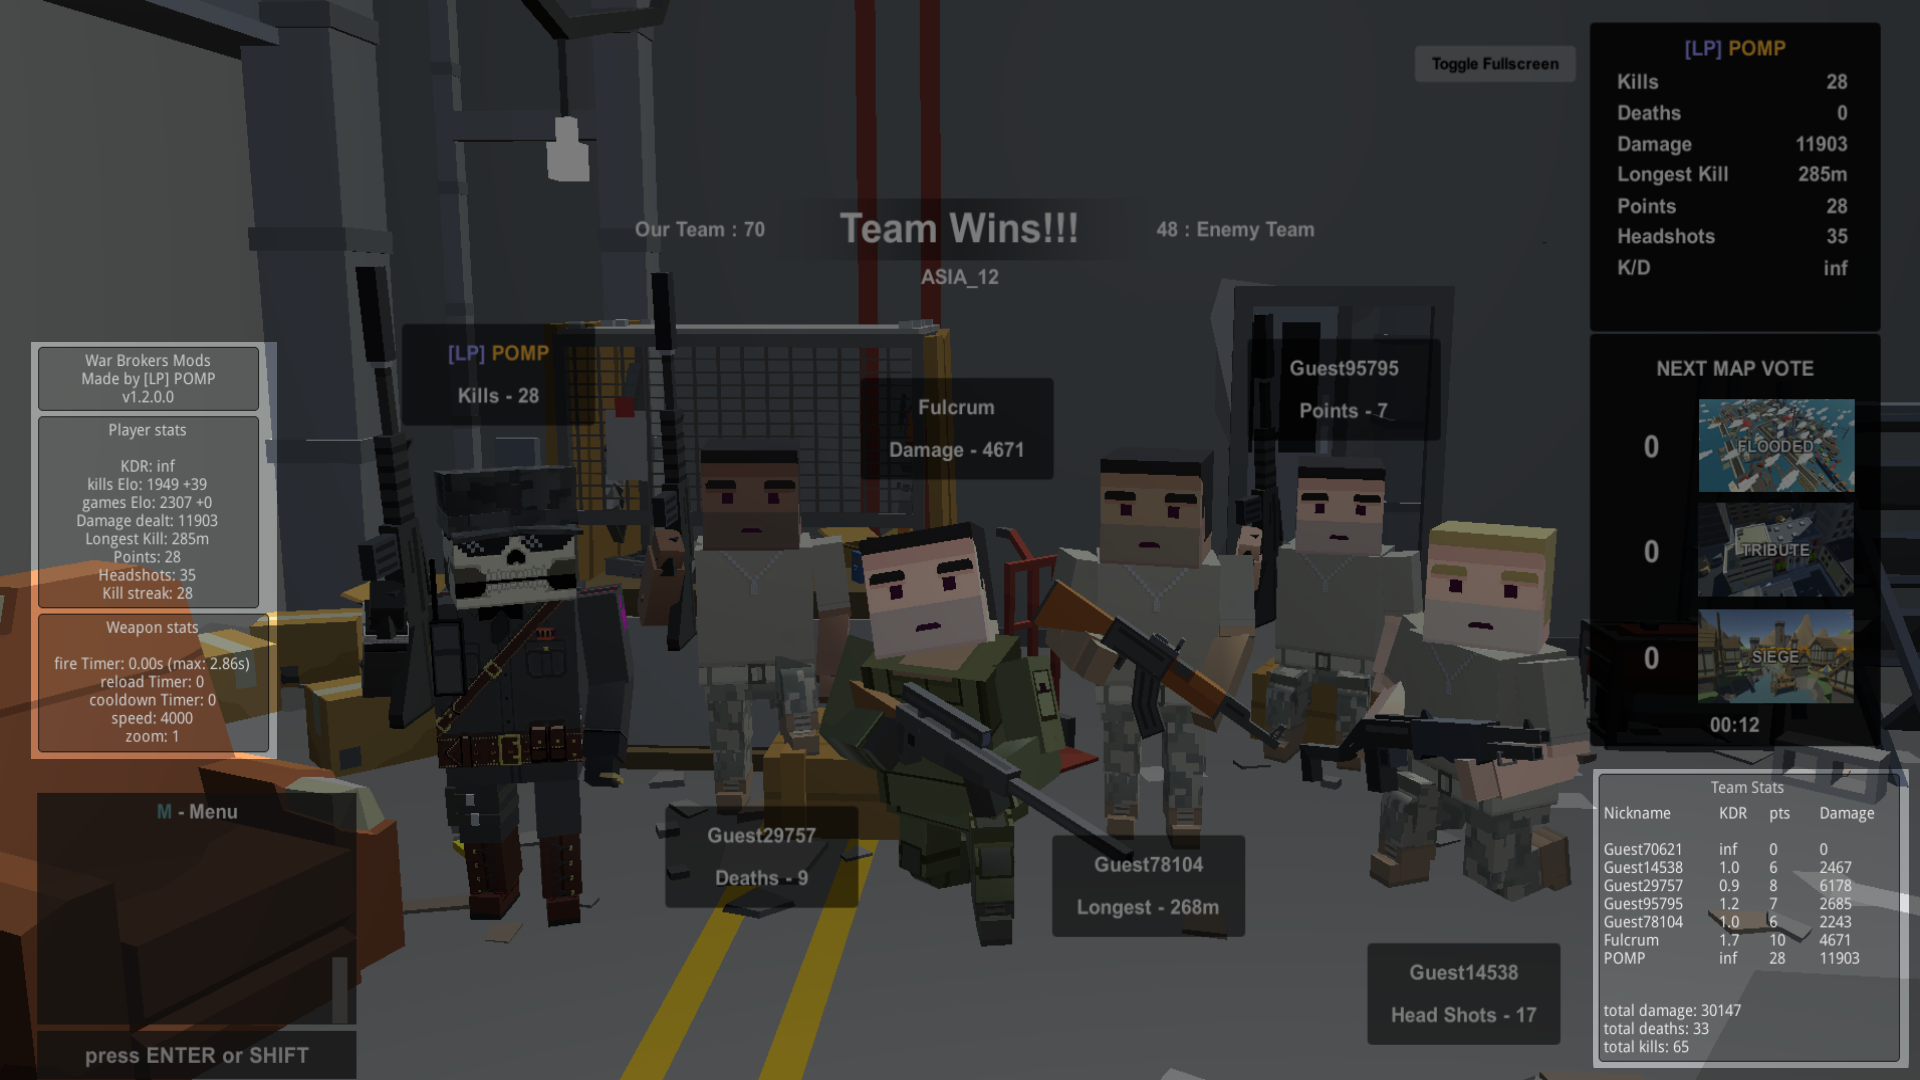 Toggle Fullscreen
[LP] POMP
Kills 28
Deaths 0
Damage 11903
Longest Kill 285m
Points 28
Headshots 35
K/D inf
Our Team : 70
Team Wins!!!
48 : Enemy Team
ASIA_12
[LP] POMP
Kills - 28
Fulcrum
Damage - 4671
Guest95795
Points - 7
NEXT MAP VOTE
0 FLOODED
0 TRIBUTE
0 SIEGE
00:12
War Brokers Mods
Made by [LP] POMP
v1.2.0.0
Player stats
KDR: inf
kills Elo: 1949 +39
games Elo: 2307 +0
Damage dealt: 11903
Longest Kill: 285m
Points: 28
Headshots: 35
Kill streak: 28
Weapon stats
fire Timer: 0.00s (max: 2.86s)
reload Timer: 0
cooldown Timer: 0
speed: 4000
zoom: 1
M - Menu
press ENTER or SHIFT
Guest29757
Deaths - 9
Guest78104
Longest - 268m
Guest14538
Head Shots - 17
Team Stats
Nickname KDR pts Damage
Guest70621 inf 0 0
Guest14538 1.0 6 2467
Guest29757 0.9 8 6178
Guest95795 1.2 7 2685
Guest78104 1.0 6 2243
Fulcrum 1.7 10 4671
POMP inf 28 11903
total damage: 30147
total deaths: 33
total kills: 65